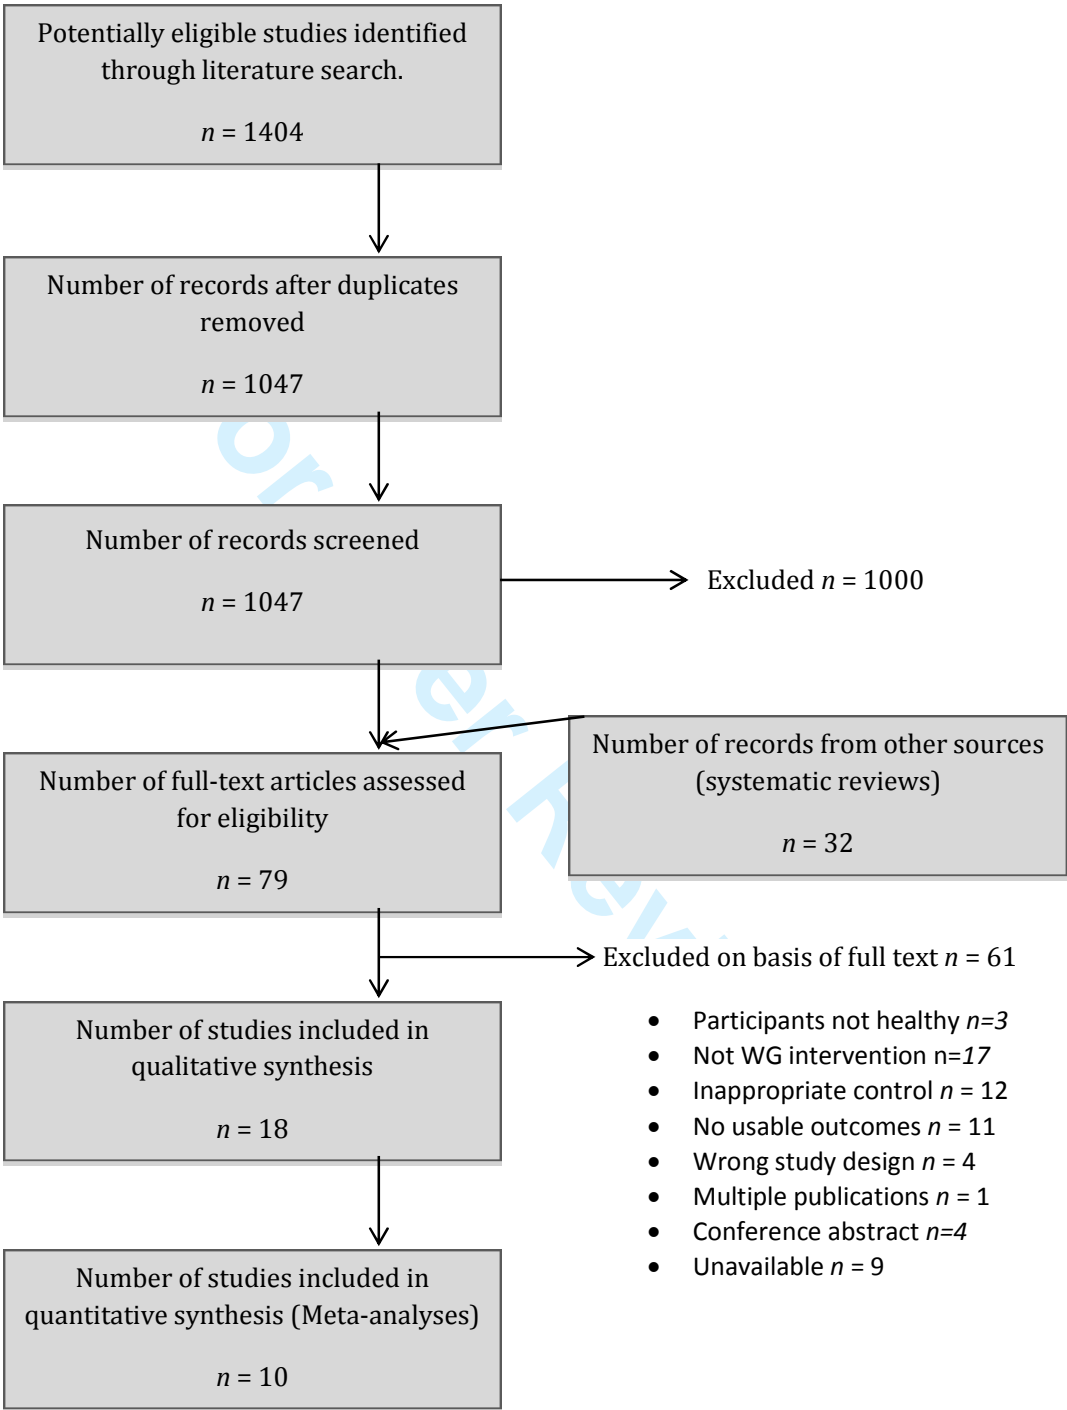 Potentially eligible studies identified
through literature search.
n = 1404
Number of records after duplicates
removed
n = 1047
Number of records screened
n = 1047
Excluded n = 1000
Number of records from other sources
(systematic reviews)
n = 32
Number of full-text articles assessed
for eligibility
n = 79
Excluded on basis of full text n = 61
• Participants not healthy n=3
• Not WG intervention n=17
• Inappropriate control n = 12
• No usable outcomes n = 11
• Wrong study design n = 4
• Multiple publications n = 1
• Conference abstract n=4
• Unavailable n = 9
Number of studies included in
qualitative synthesis
n = 18
Number of studies included in
quantitative synthesis (Meta-analyses)
n = 10